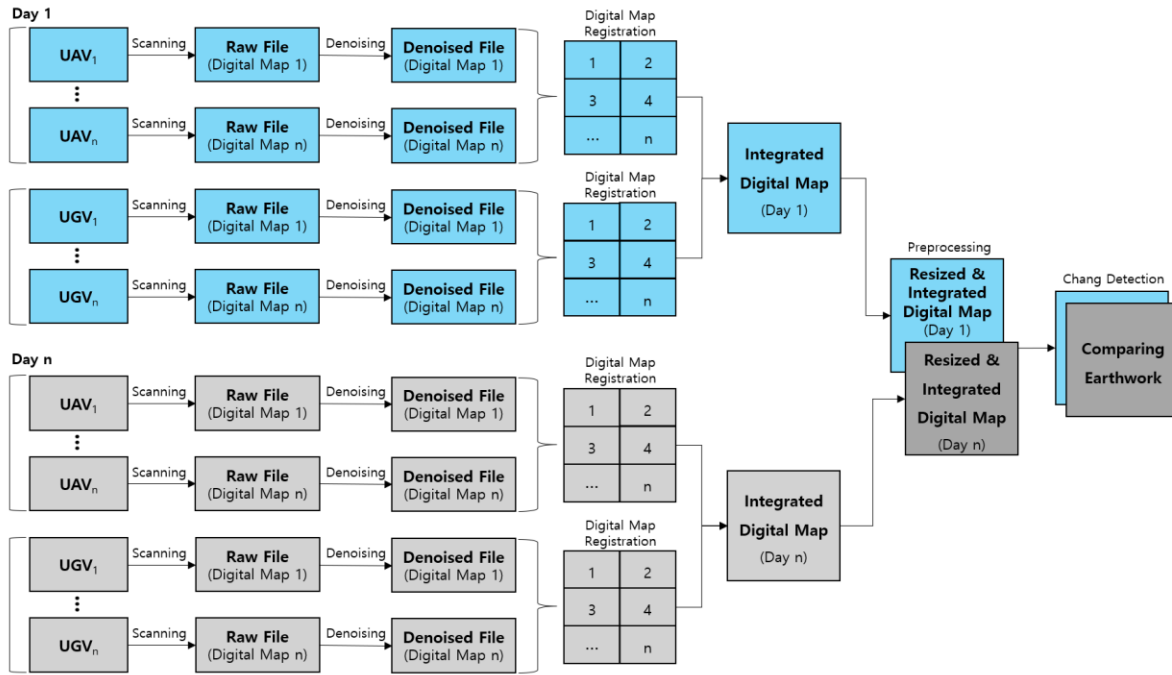 Day 1
UAV1
Scanning
Raw File
(Digital Map 1)
Denoising
Denoised File
(Digital Map 1)
UAVn
Scanning
Raw File
(Digital Map n)
Denoising
Denoised File
(Digital Map n)
Digital Map
Registration
1 2
3 4
... n
UGV1
Scanning
Raw File
(Digital Map 1)
Denoising
Denoised File
(Digital Map 1)
UGVn
Scanning
Raw File
(Digital Map n)
Denoising
Denoised File
(Digital Map n)
Digital Map
Registration
1 2
3 4
... n
Integrated
Digital Map
(Day 1)
Day n
UAV1
Scanning
Raw File
(Digital Map 1)
Denoising
Denoised File
(Digital Map 1)
UAVn
Scanning
Raw File
(Digital Map n)
Denoising
Denoised File
(Digital Map n)
Digital Map
Registration
1 2
3 4
... n
UGV1
Scanning
Raw File
(Digital Map 1)
Denoising
Denoised File
(Digital Map 1)
UGVn
Scanning
Raw File
(Digital Map n)
Denoising
Denoised File
(Digital Map n)
Digital Map
Registration
1 2
3 4
... n
Integrated
Digital Map
(Day n)
Preprocessing
Resized &
Integrated
Digital Map
(Day 1)
Resized &
Integrated
Digital Map
(Day n)
Chang Detection
Comparing
Earthwork